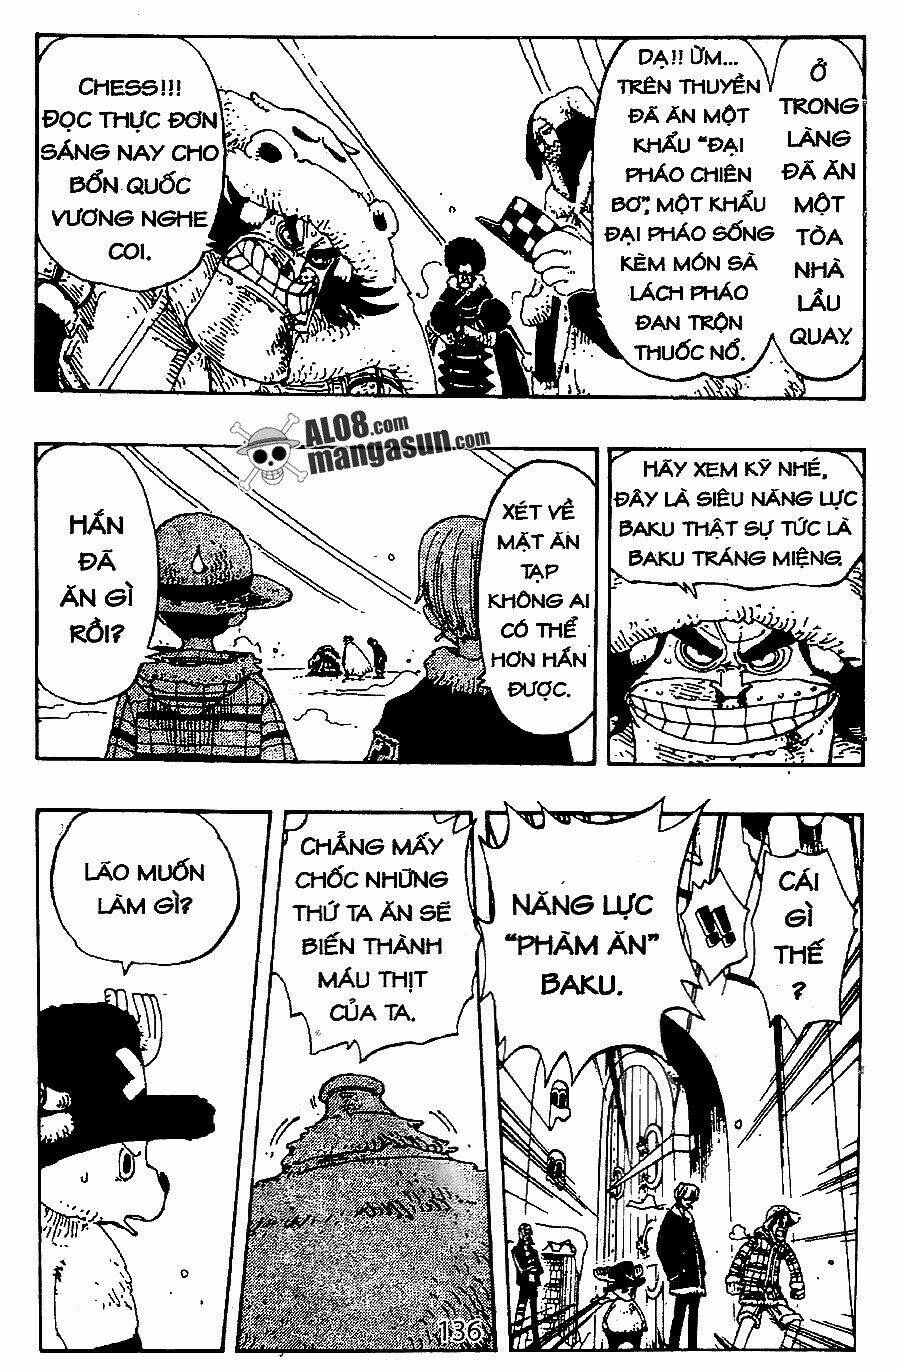 CHESS!!!
ĐỌC THỰC ĐƠN
SÁNG NAY CHO
BỔN QUỐC
VƯƠNG NGHE
COI.
DẠ!! ỪM...
TRÊN THUYỀN
ĐÃ ĂN MỘT
KHẨU "ĐẠI
PHÁO CHIÊN
BƠ", MỘT KHẨU
ĐẠI PHÁO SỐNG
KÈM MÓN SÀ
LÁCH PHÁO
ĐAN TRỘN
THUỐC NỔ.
Ở
TRONG
LÀNG
ĐÃ ĂN
MỘT
TÒA
NHÀ
LẦU
QUAY.
AL08.com
mangasun.com
HẮN
ĐÃ
ĂN GÌ
RỒI?
XÉT VỀ
MẶT ĂN
TẠP
KHÔNG AI
CÓ THỂ
HƠN HẮN
ĐƯỢC.
HÃY XEM KỸ NHÉ,
ĐÂY LÀ SIÊU NĂNG LỰC
BAKU THẬT SỰ TỨC LÀ
BAKU TRÁNG MIỆNG.
LÃO MUỐN
LÀM GÌ?
CHẲNG MẤY
CHỐC NHỮNG
THỨ TA ĂN SẼ
BIẾN THÀNH
MÁU THỊT
CỦA TA.
NĂNG LỰC
"PHÀM ĂN"
BAKU.
!!
CÁI
GÌ
THẾ
?
136